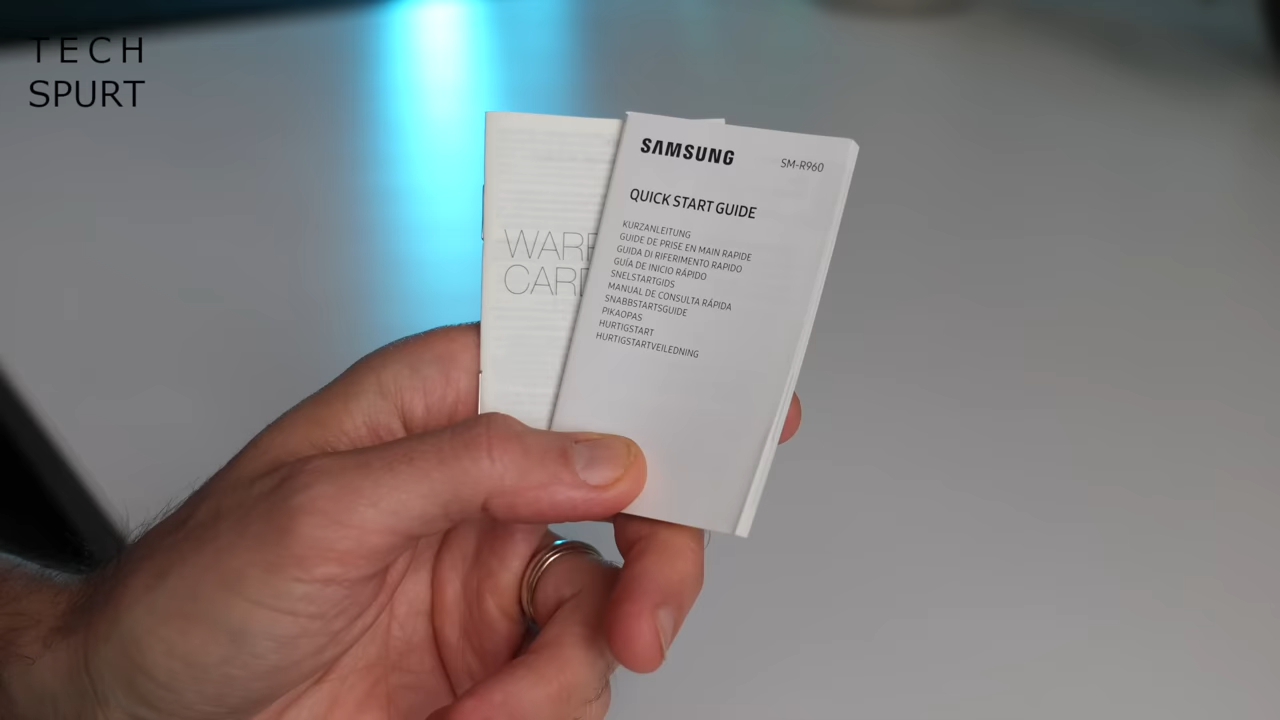 TECH
SPURT
SAMSUNG
SM-R960
QUICK START GUIDE
KURZANLEITUNG
GUIDE DE PRISE EN MAIN RAPIDE
GUIDA DI RIFERIMENTO RAPIDO
GUÍA DE INICIO RÁPIDO
SNELSTARTGIDS
MANUAL DE CONSULTA RÁPIDA
SNABBSTARTSGUIDE
PIKAOPAS
HURTIGSTART
HURTIGSTARTVEILEDNING